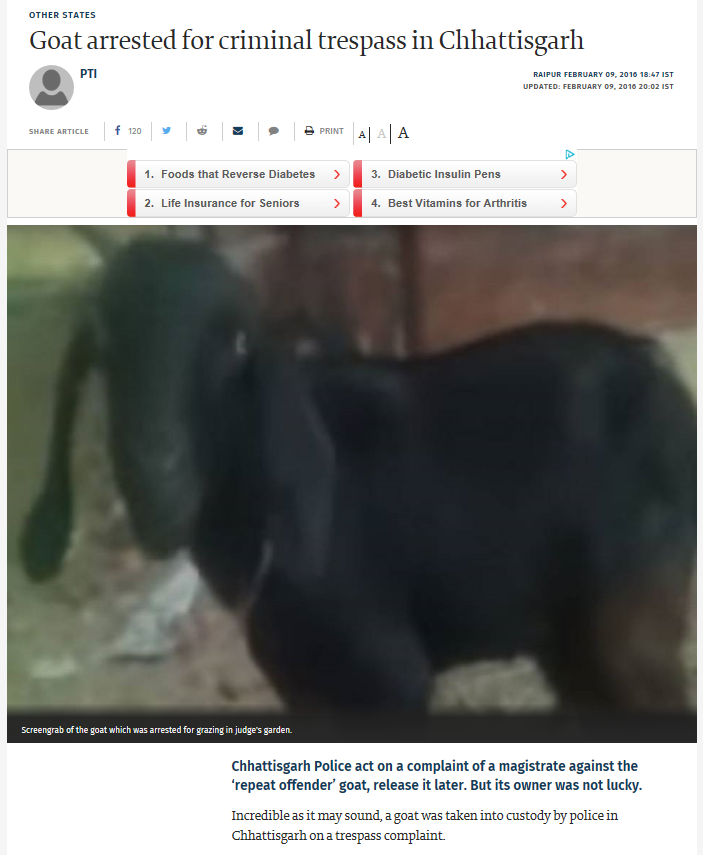 OTHER STATES
Goat arrested for criminal trespass in Chhattisgarh
PTI
RAIPUR FEBRUARY 09, 2016 18:47 IST
UPDATED: FEBRUARY 09, 2016 20:02 IST
SHARE ARTICLE 120 PRINT A A A
1. Foods that Reverse Diabetes
3. Diabetic Insulin Pens
2. Life Insurance for Seniors
4. Best Vitamins for Arthritis
Screengrab of the goat which was arrested for grazing in judge's garden.
Chhattisgarh Police act on a complaint of a magistrate against the
‘repeat offender’ goat, release it later. But its owner was not lucky.
Incredible as it may sound, a goat was taken into custody by police in
Chhattisgarh on a trespass complaint.